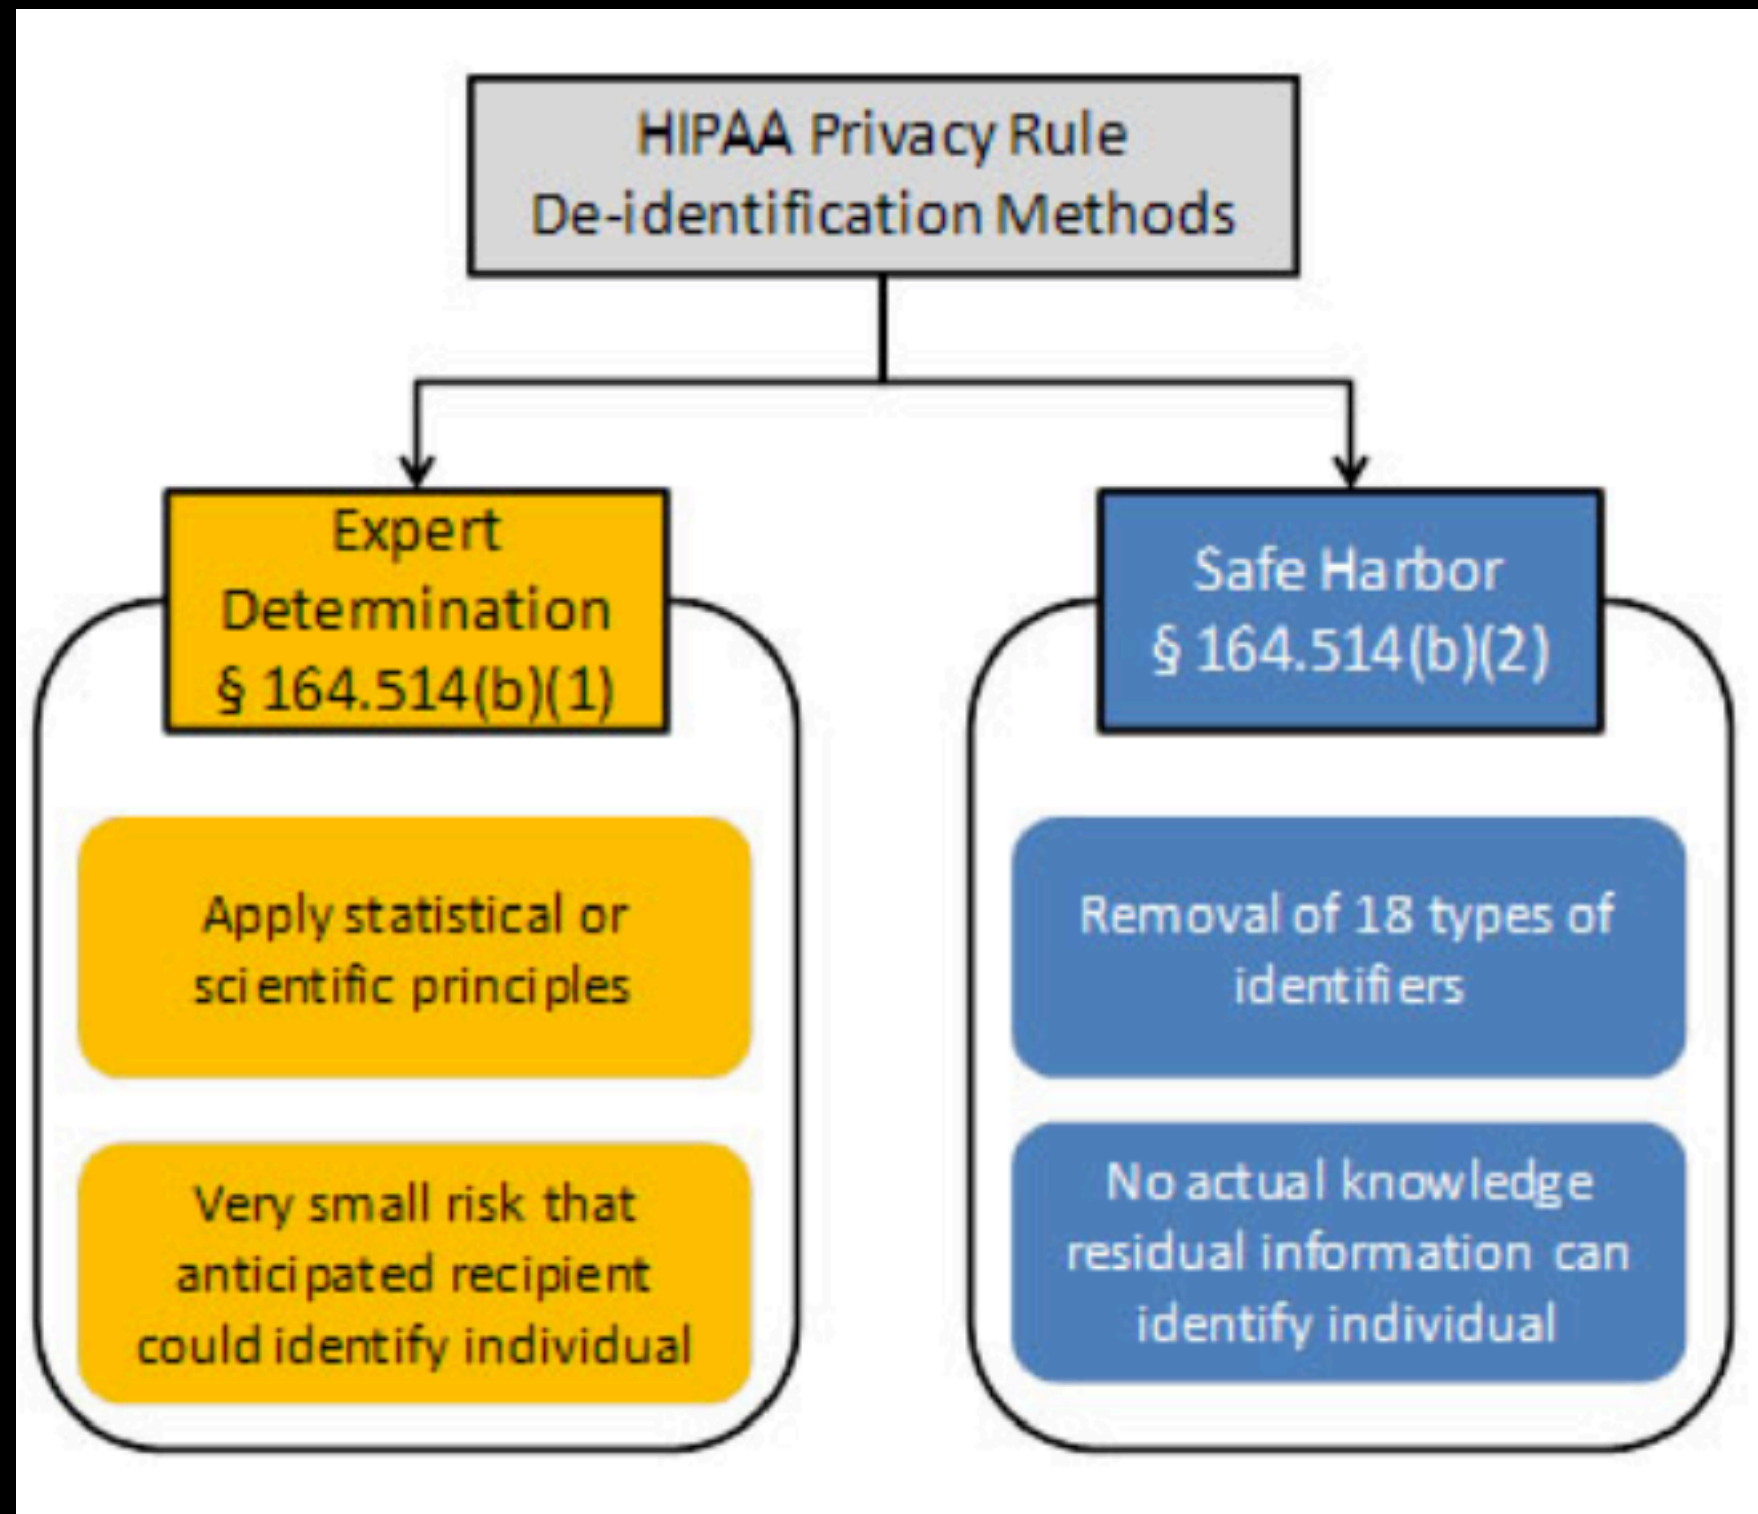 HIPAA Privacy Rule
De-identification Methods
Expert
Determination
§ 164.514(b)(1)
Apply statistical or
scientific principles
Very small risk that
anticipated recipient
could identify individual
Safe Harbor
§ 164.514(b)(2)
Removal of 18 types of
identifiers
No actual knowledge
residual information can
identify individual